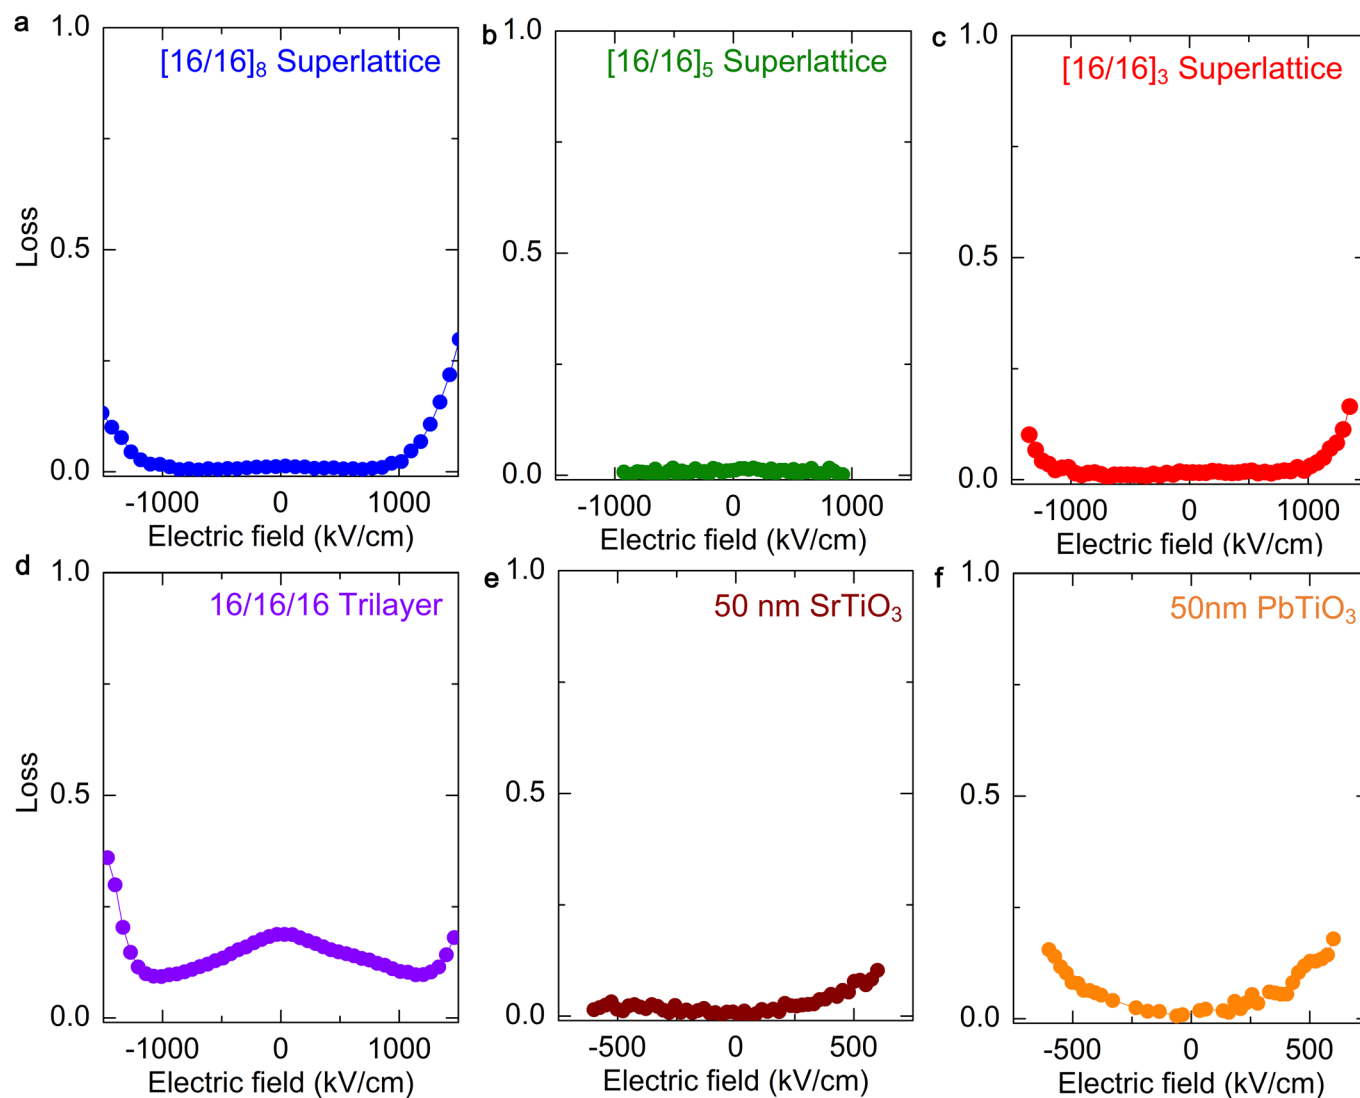 a
1.0
[16/16]₈ Superlattice
0.5
0.0
Loss
-1000
0
1000
Electric field (kV/cm)
b
1.0
[16/16]₅ Superlattice
0.5
0.0
-1000
0
1000
Electric field (kV/cm)
c
1.0
[16/16]₃ Superlattice
0.5
0.0
-1000
0
1000
Electric field (kV/cm)
d
1.0
16/16/16 Trilayer
0.5
0.0
Loss
-1000
0
1000
Electric field (kV/cm)
e
1.0
50 nm SrTiO₃
0.5
0.0
-500
0
500
Electric field (kV/cm)
f
1.0
50nm PbTiO₃
0.5
0.0
-500
0
500
Electric field (kV/cm)